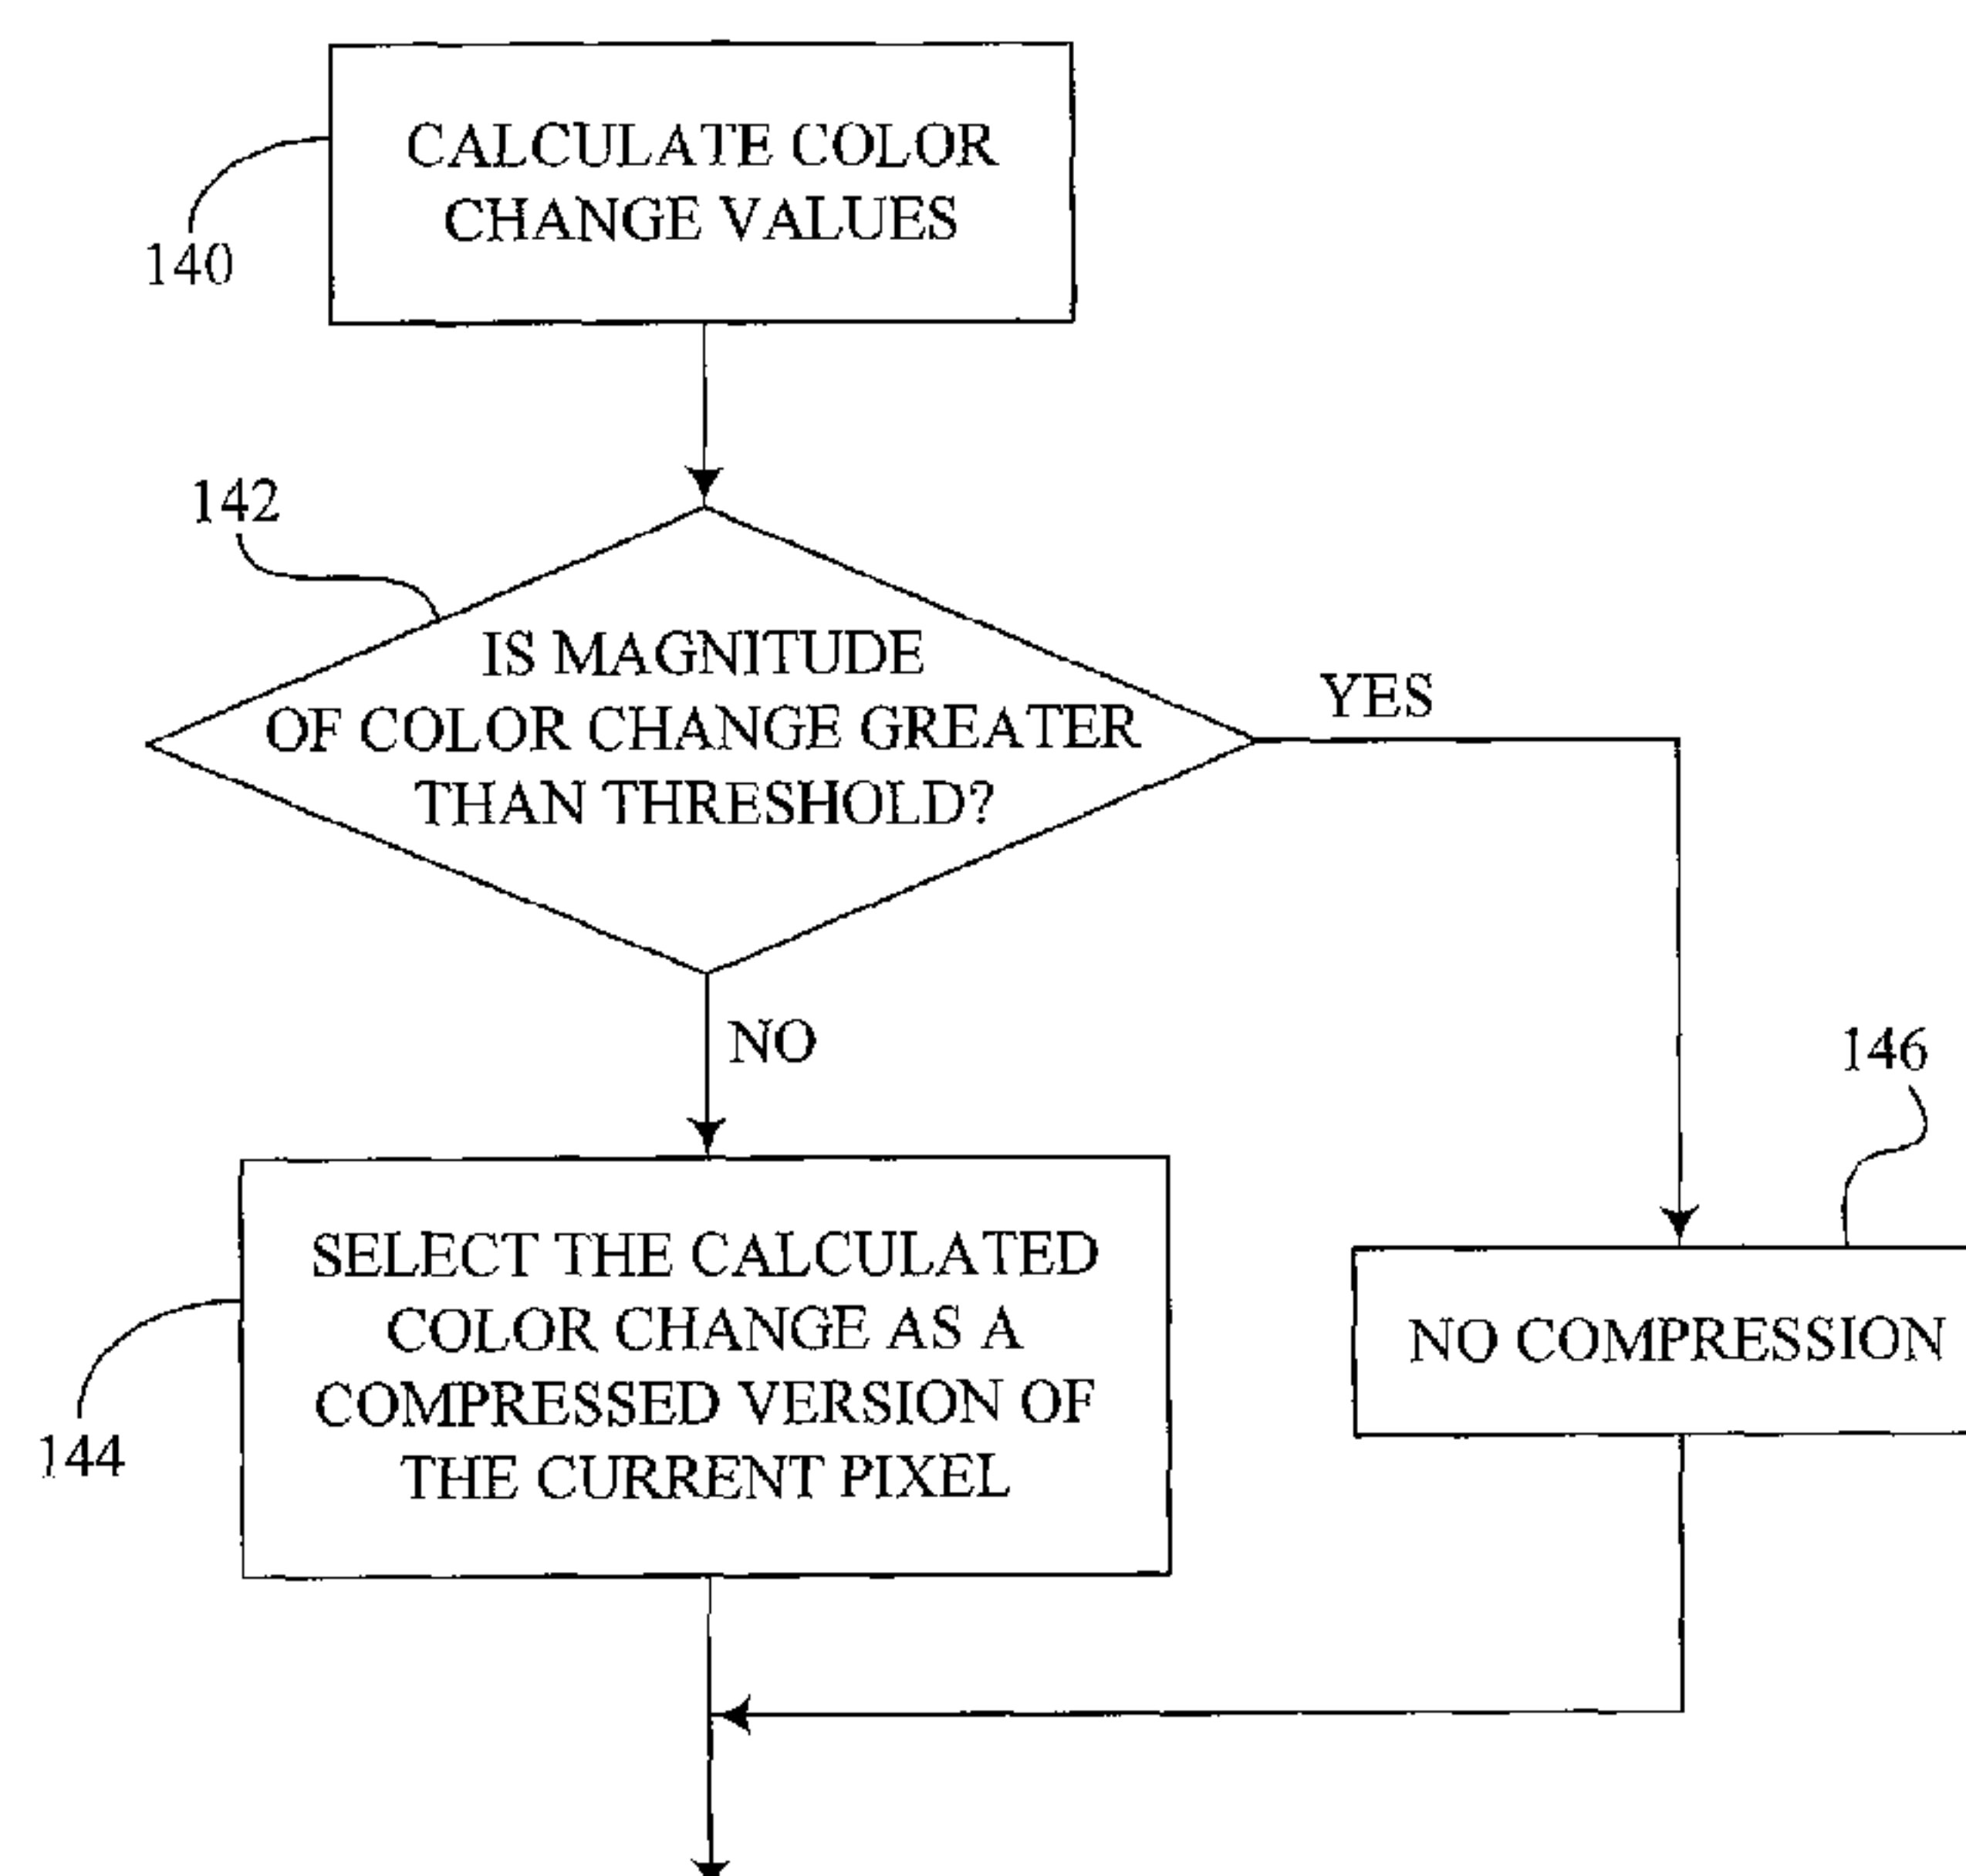 CALCULATE COLOR
CHANGE VALUES
140
142
IS MAGNITUDE
OF COLOR CHANGE GREATER
THAN THRESHOLD?
YES
NO
146
SELECT THE CALCULATED
COLOR CHANGE AS A
COMPRESSED VERSION OF
THE CURRENT PIXEL
NO COMPRESSION
144